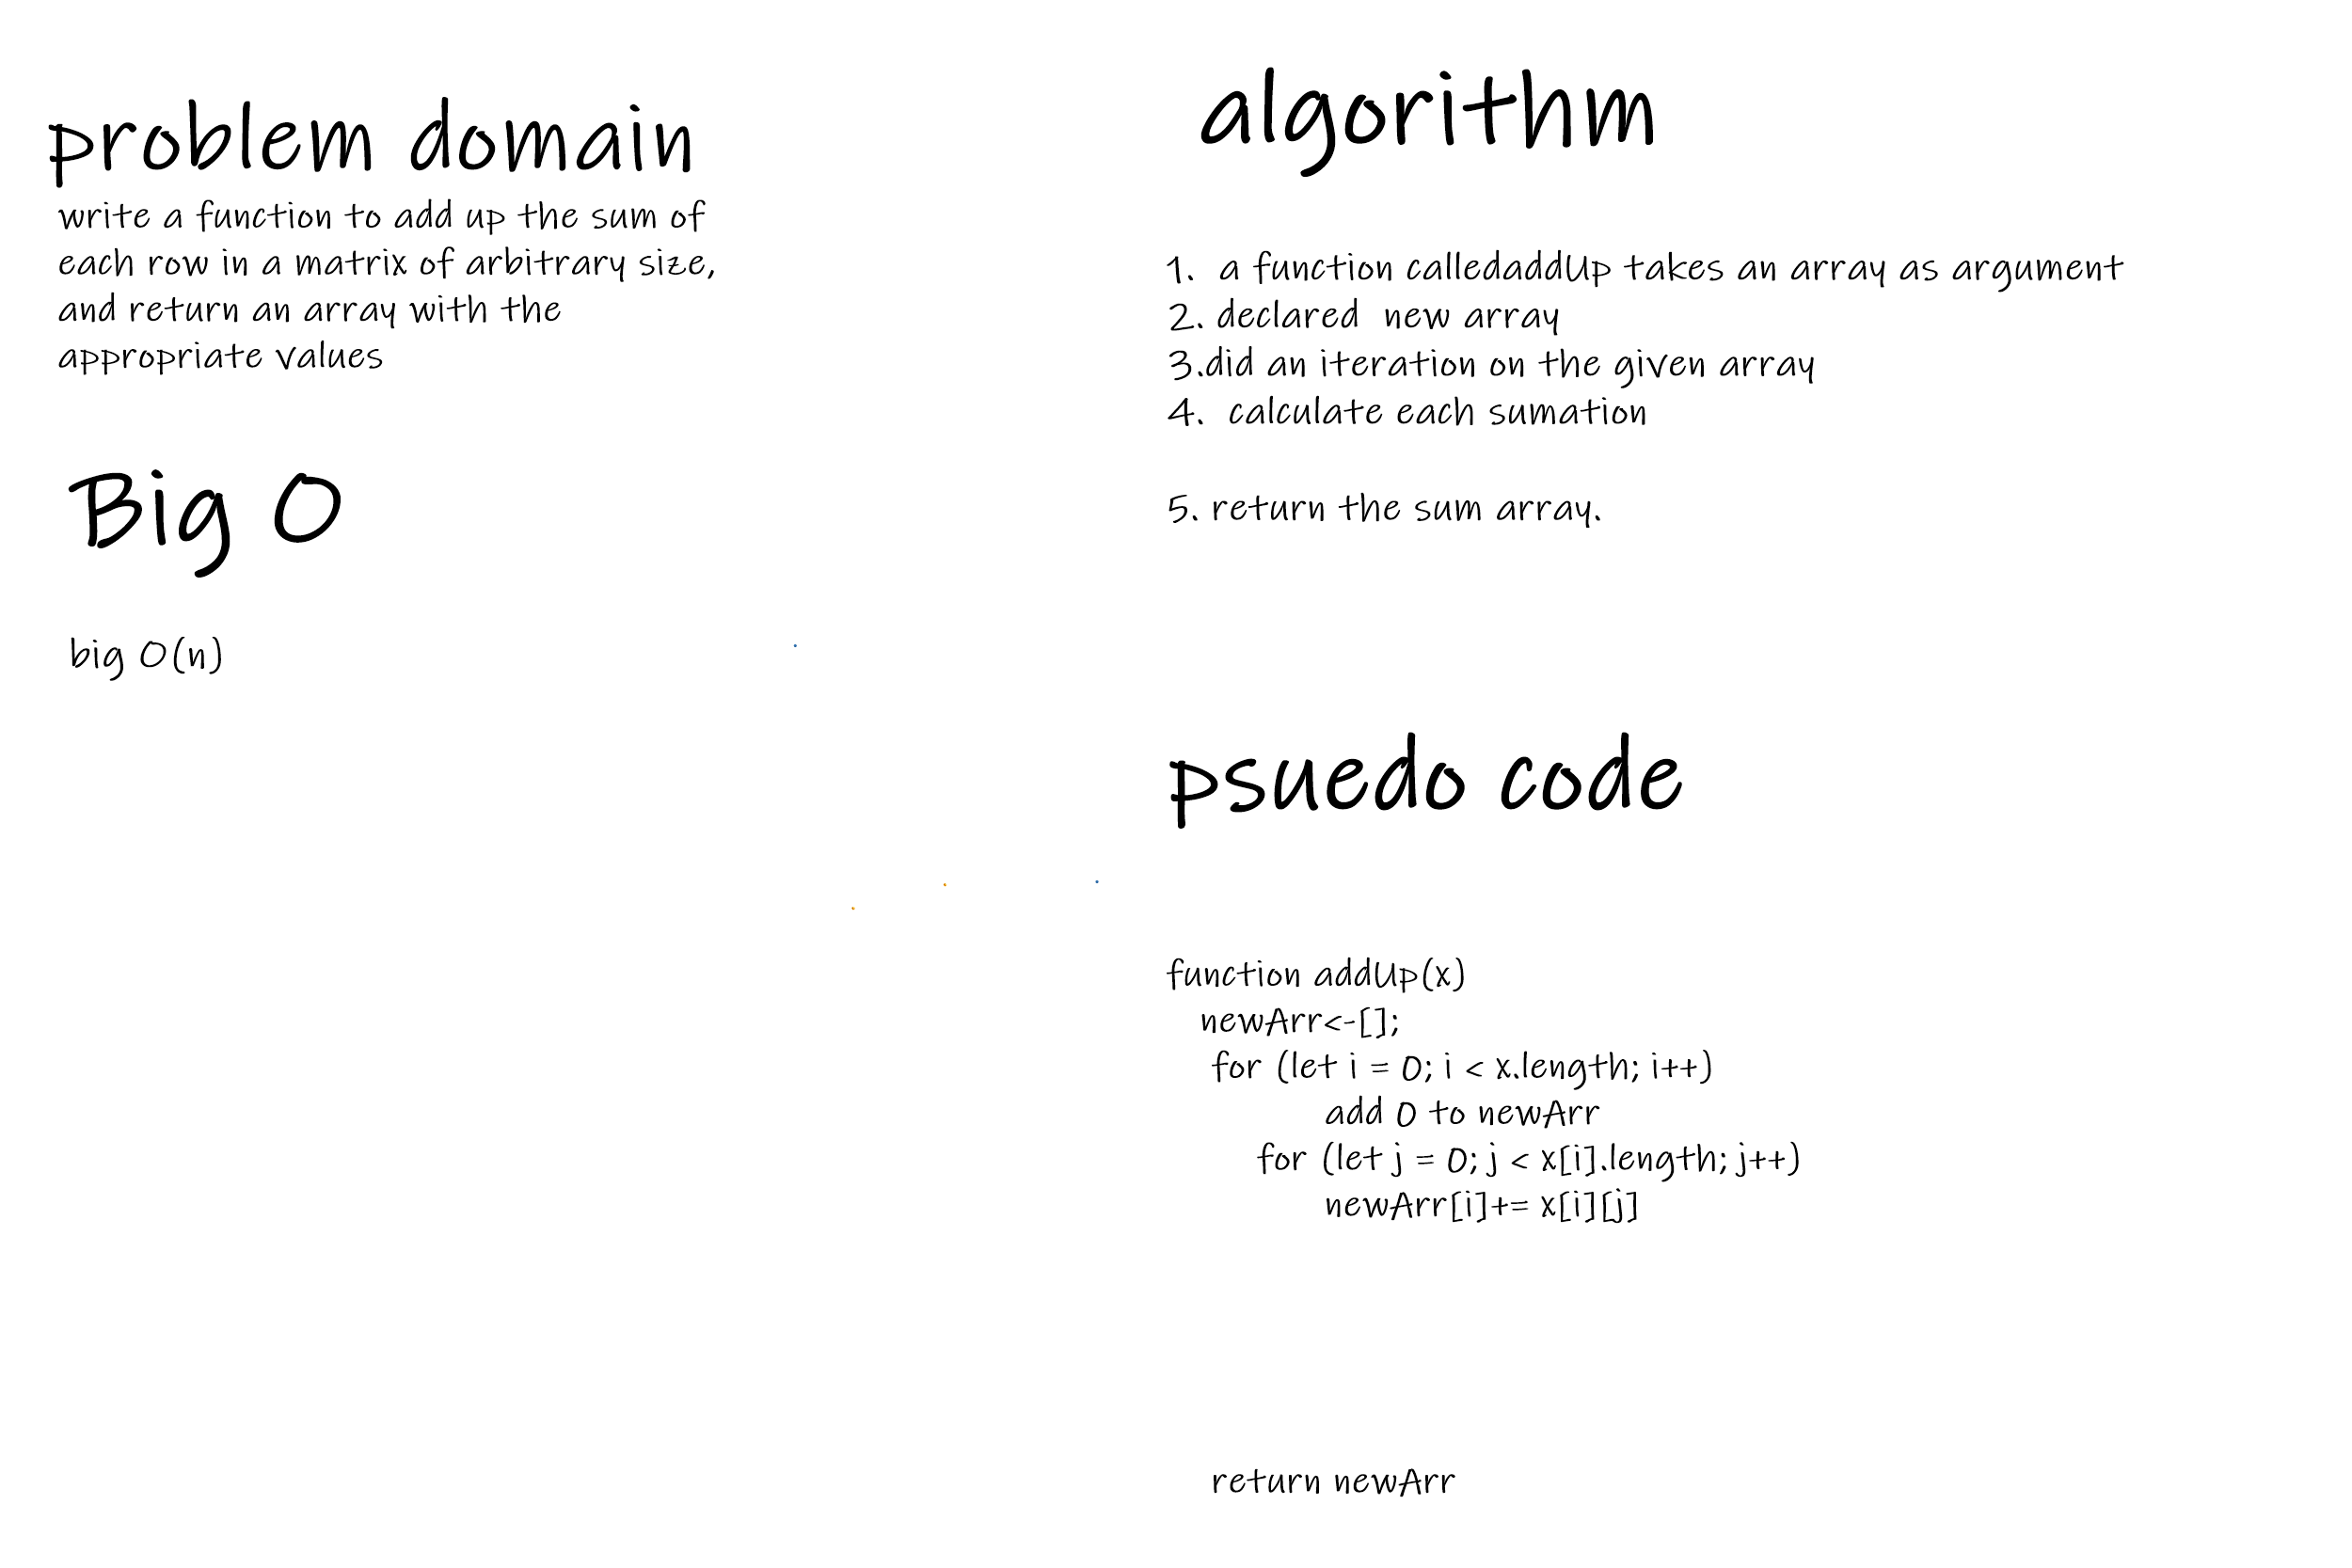 problem domain
write a function to add up the sum of
each row in a matrix of arbitrary size,
and return an array with the
appropriate values
Big O
big O(n)
algorithm
1.  a function calledaddUp takes an array as argument
2. declared  new array
3.did an iteration on the given array
4.  calculate each sumation
5. return the sum array.
psuedo code
function addUp(x)
newArr<-[];
for (let i = 0; i < x.length; i++)
add 0 to newArr
for (let j = 0; j < x[i].length; j++)
newArr[i]+= x[i][j]
return newArr